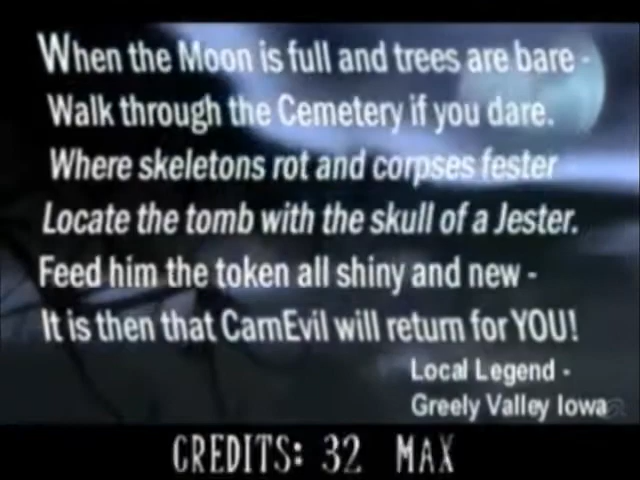 When the Moon is full and trees are bare -
Walk through the Cemetery if you dare.
Where skeletons rot and corpses fester
Locate the tomb with the skull of a Jester.
Feed him the token all shiny and new -
It is then that CarnEvil will return for YOU!
Local Legend -
Greely Valley Iowa
CREDITS: 32 MAX